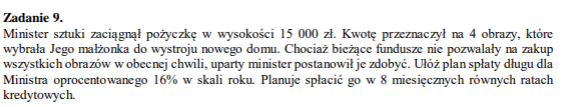 Zadanie 9.
Minister sztuki zaciągnął pożyczkę w wysokości 15 000 zł. Kwotę przeznaczył na 4 obrazy, które
wybrała Jego małżonka do wystroju nowego domu. Chociaż bieżące fundusze nie pozwalały na zakup
wszystkich obrazów w obecnej chwili, uparty minister postanowił je zdobyć. Ułóż plan spłaty długu dla
Ministra oprocentowanego 16% w skali roku. Planuje spłacić go w 8 miesięcznych równych ratach
kredytowych.